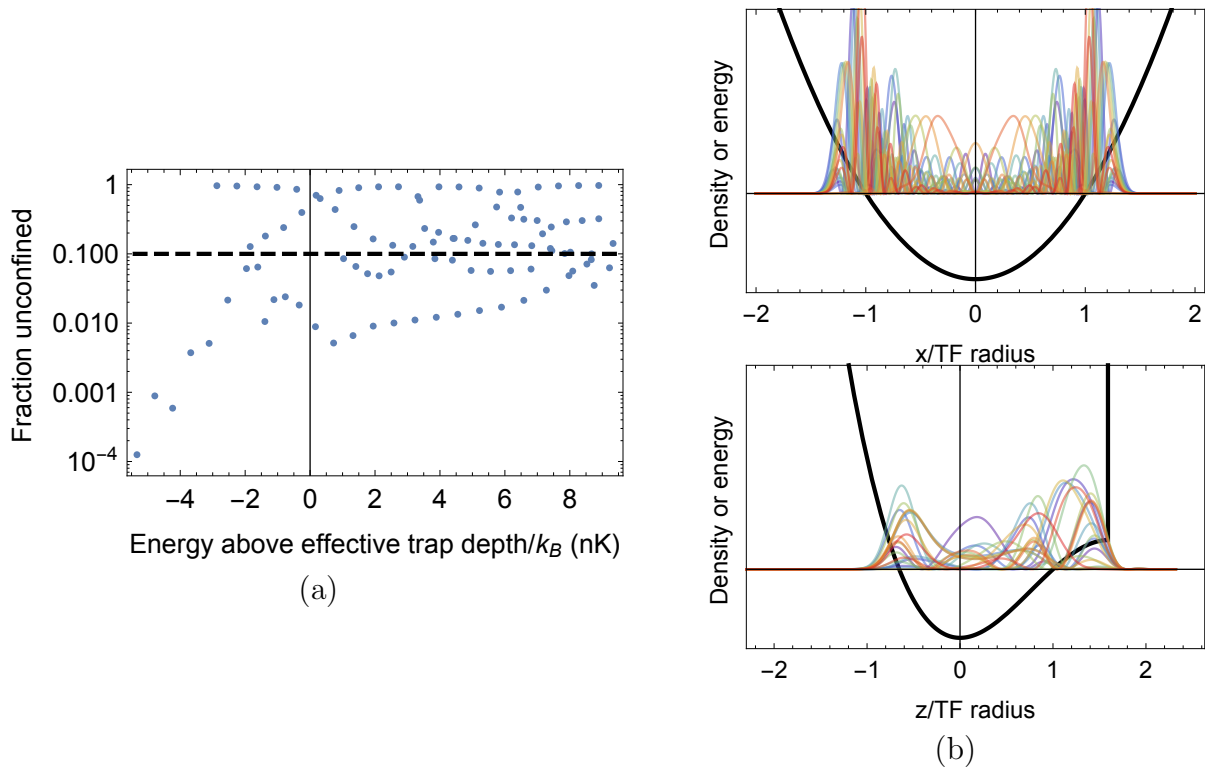 Fraction unconfined
1
0.100
0.010
0.001
10⁻⁴
−4 −2 0 2 4 6 8
Energy above effective trap depth/k_B (nK)
(a)
Density or energy
−2 −1 0 1 2
x/TF radius
Density or energy
−2 −1 0 1 2
z/TF radius
(b)